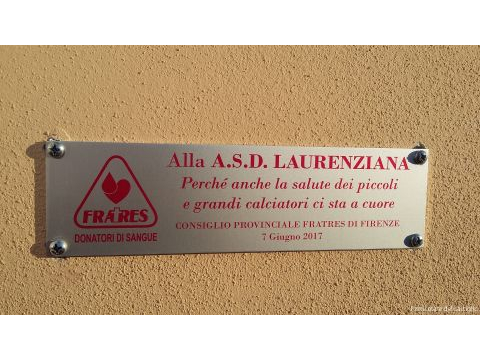 FRATRES
DONATORI DI SANGUE
Alla A.S.D. LAURENZIANA
Perché anche la salute dei piccoli
e grandi calciatori ci sta a cuore
CONSIGLIO PROVINCIALE FRATRES DI FIRENZE
7 Giugno 2017